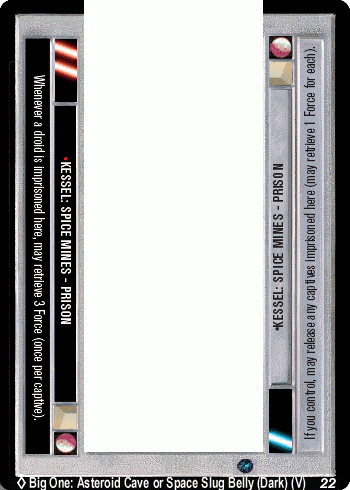 Whenever a droid is imprisoned here, may retrieve 3 Force (once per captive).
•KESSEL: SPICE MINES - PRISON
•KESSEL: SPICE MINES - PRISON
If you control, may release any captives imprisoned here (may retrieve 1 Force for each).
◊ Big One: Asteroid Cave or Space Slug Belly (Dark) (V) 22